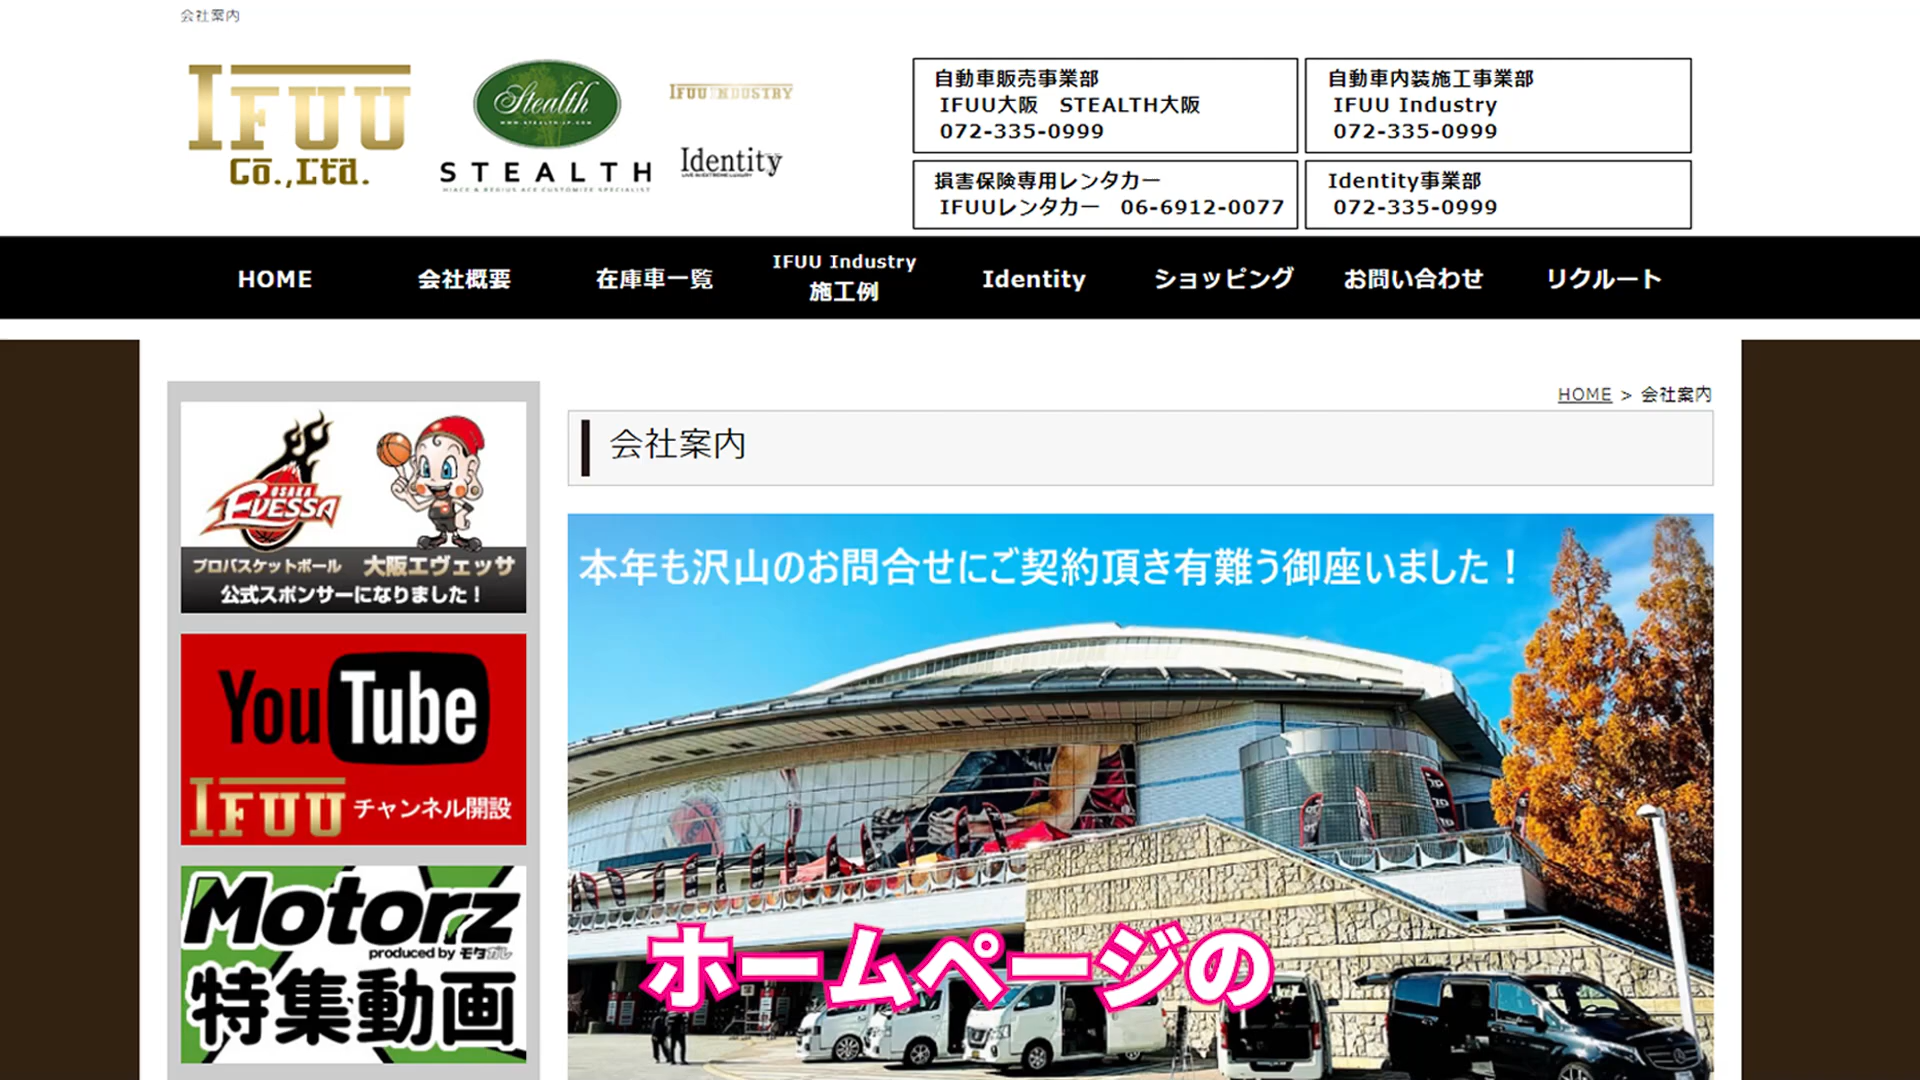 会社案内
IFUU
Co.,Ltd.
Stealth
WWW.STEALTH-LP.COM
STEALTH
HIACE & REGIUS ACE CUSTOMIZE SPECIALIST
IFUU INDUSTRY
Identity
自動車販売事業部
IFUU大阪　STEALTH大阪
072-335-0999
自動車内装施工事業部
IFUU Industry
072-335-0999
損害保険専用レンタカー
IFUUレンタカー　06-6912-0077
Identity事業部
072-335-0999
HOME
会社概要
在庫車一覧
IFUU Industry
施工例
Identity
ショッピング
お問い合わせ
リクルート
HOME > 会社案内
会社案内
OSAKA
EVESSA
プロバスケットボール　大阪エヴェッサ
公式スポンサーになりました！
YouTube
IFUU チャンネル開設
Motorz
produced by モタガレ
特集動画
本年も沢山のお問合せにご契約頂き有難う御座いました！
ホームページの